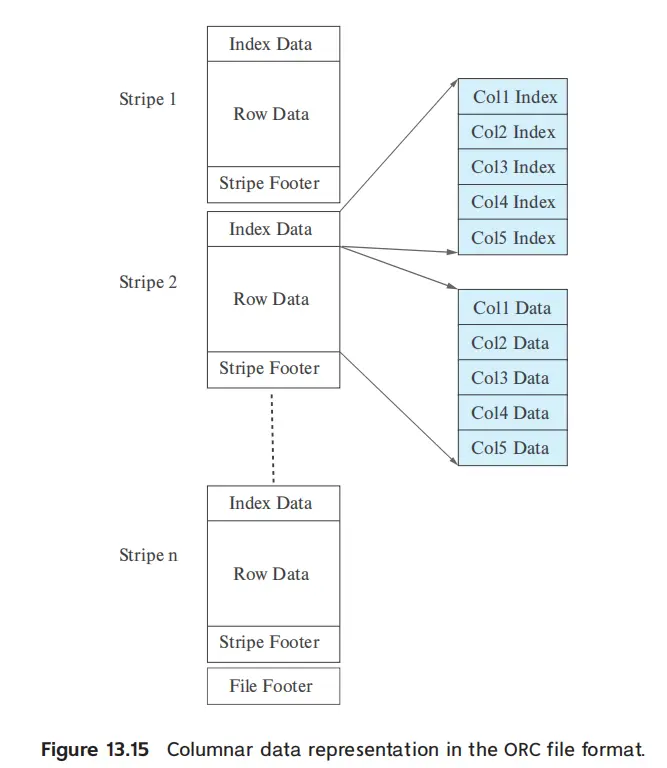 Stripe 1
Index Data
Row Data
Stripe Footer
Stripe 2
Index Data
Row Data
Stripe Footer
Col1 Index
Col2 Index
Col3 Index
Col4 Index
Col5 Index
Col1 Data
Col2 Data
Col3 Data
Col4 Data
Col5 Data
Stripe n
Index Data
Row Data
Stripe Footer
File Footer
Figure 13.15 Columnar data representation in the ORC file format.